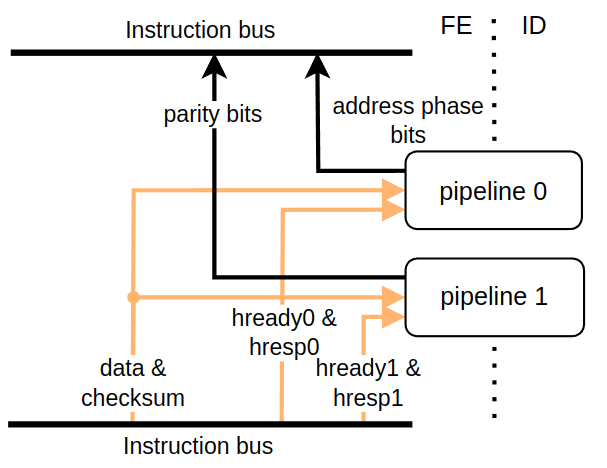 Instruction bus
FE
ID
parity bits
address phase
bits
pipeline 0
pipeline 1
hready0 &
hresp0
data &
checksum
hready1 &
hresp1
Instruction bus